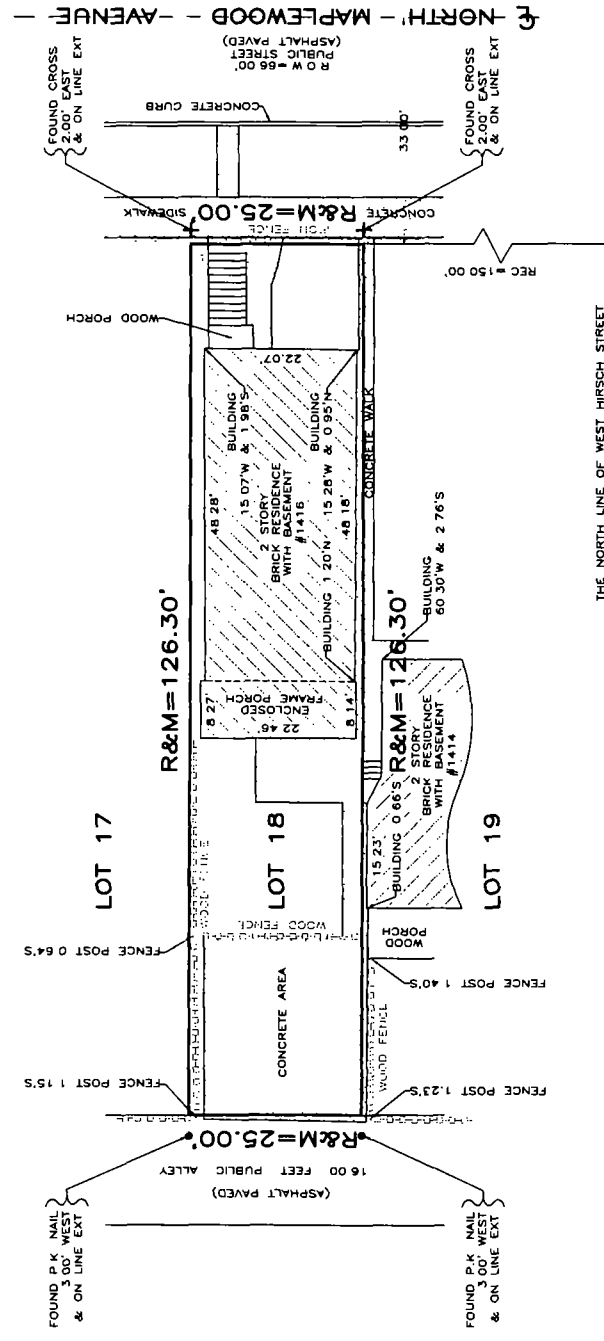 ℄ - NORTH' - MAPLEWOOD - AVENUE -
R O W =66 00'
PUBLIC STREET
(ASPHALT PAVED)
FOUND CROSS
2.00' EAST
& ON LINE EXT
FOUND CROSS
2.00' EAST
& ON LINE EXT
CONCRETE CURB
33 00'
SIDEWALK
R&M=25.00'
CONCRETE
FENCE
REC =150 00'
WOOD PORCH
22.07'
BUILDING
15 07'W & 1 98'S
BUILDING
15 28'W & 0 95'N
48 28'
2 STORY
BRICK RESIDENCE
WITH BASEMENT
#1416
48 18'
BUILDING 1 20'N
CONCRETE WALK
THE NORTH LINE OF WEST HIRSCH STREET
R&M=126.30'
R&M=126.30'
BUILDING
60 30'W & 2 76'S
8 27'
ENCLOSED
FRAME PORCH
22 46'
8 14'
2 STORY
BRICK RESIDENCE
WITH BASEMENT
#1414
15 23'
BUILDING 0 66'S
LOT 17
LOT 18
LOT 19
WOOD FENCE
WOOD FENCE
WOOD
PORCH
FENCE POST 0 64'S
FENCE POST 1 40'S
CONCRETE AREA
WOOD FENCE
FENCE POST 1 15'S
FENCE POST 1.23'S
R&M=25.00'
16 00 FEET PUBLIC ALLEY
(ASPHALT PAVED)
FOUND P.K NAIL
3 00' WEST
& ON LINE EXT
FOUND P.K NAIL
3 00' WEST
& ON LINE EXT